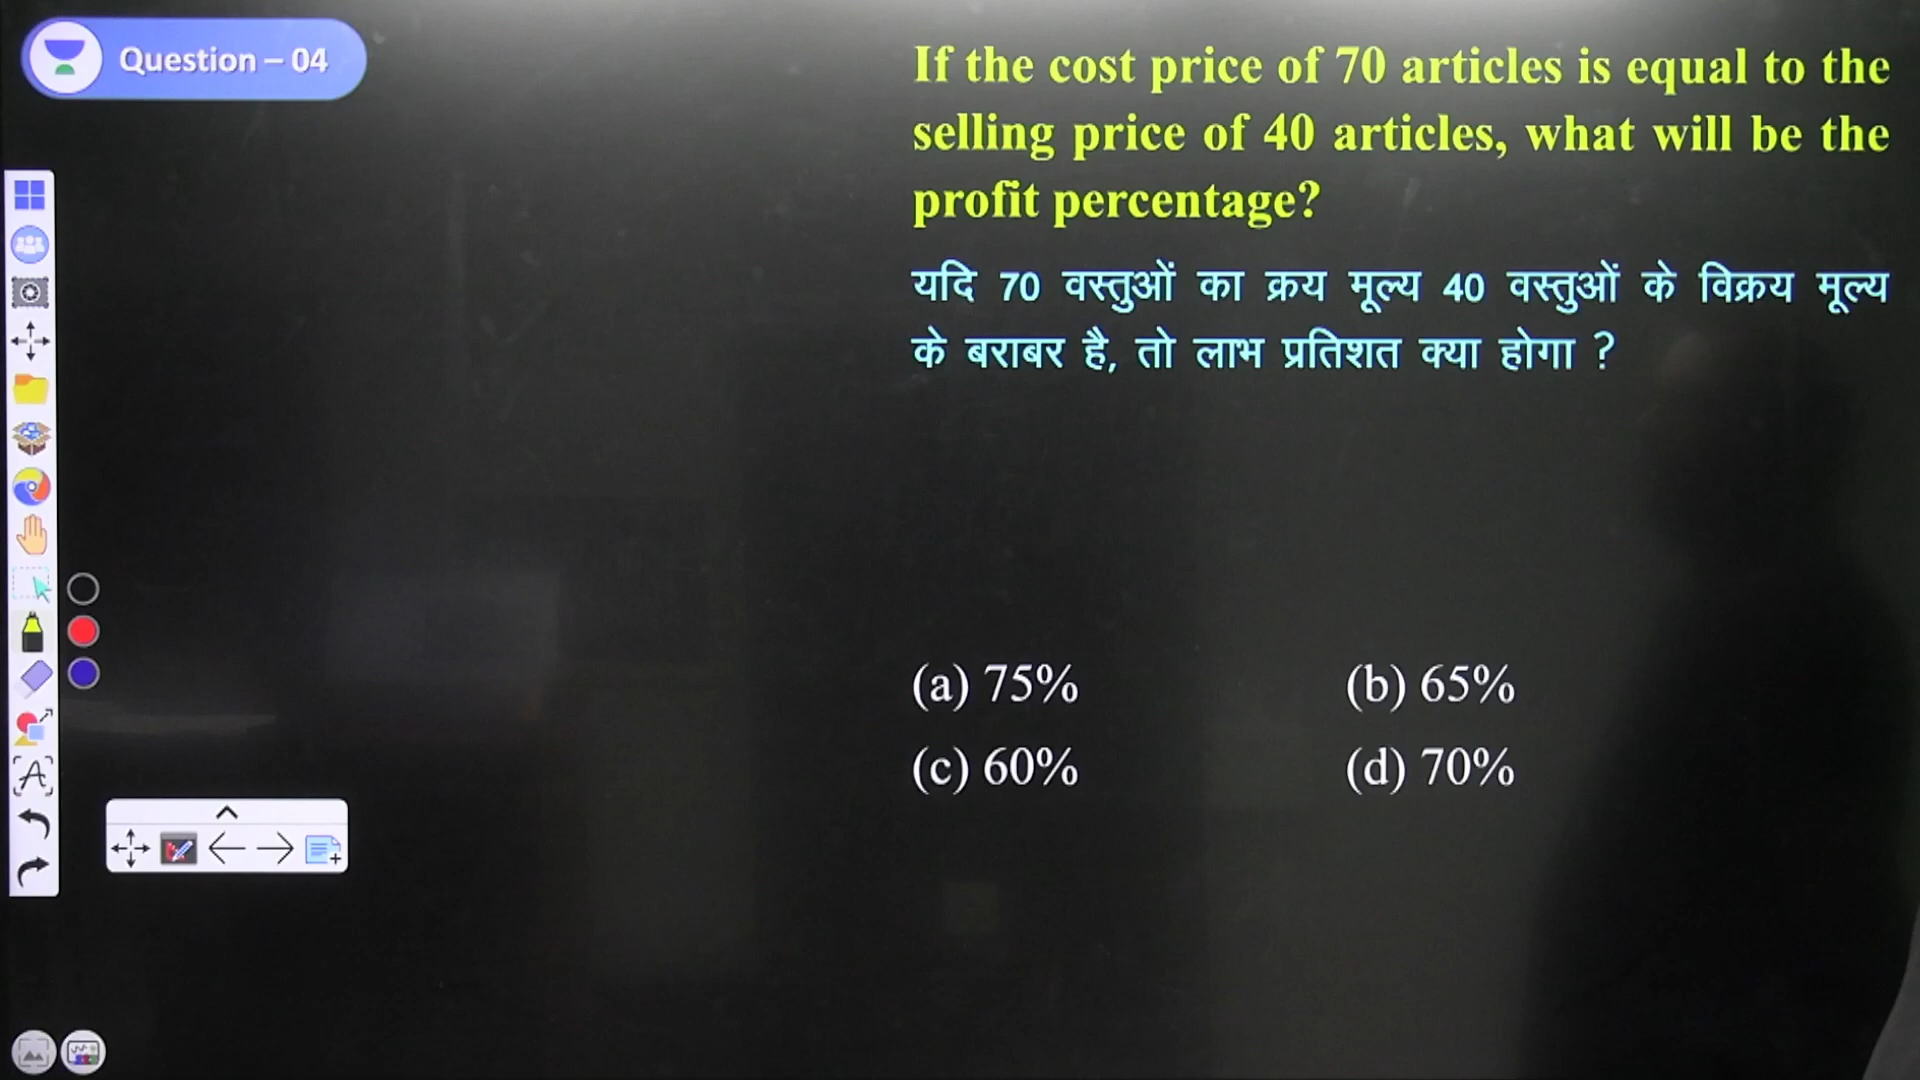 Question – 04
If the cost price of 70 articles is equal to the
selling price of 40 articles, what will be the
profit percentage?
यदि 70 वस्तुओं का क्रय मूल्य 40 वस्तुओं के विक्रय मूल्य
के बराबर है, तो लाभ प्रतिशत क्या होगा ?
(a) 75% (b) 65%
(c) 60% (d) 70%